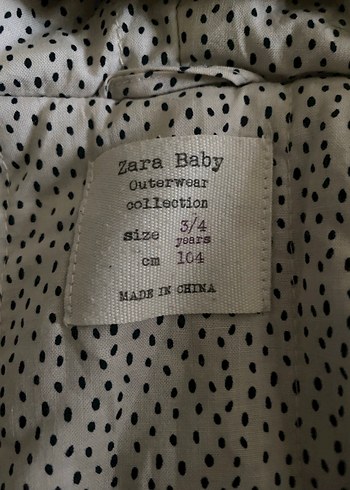 Zara Baby
Outerwear
collection
size 3/4
years
cm 104
MADE IN CHINA